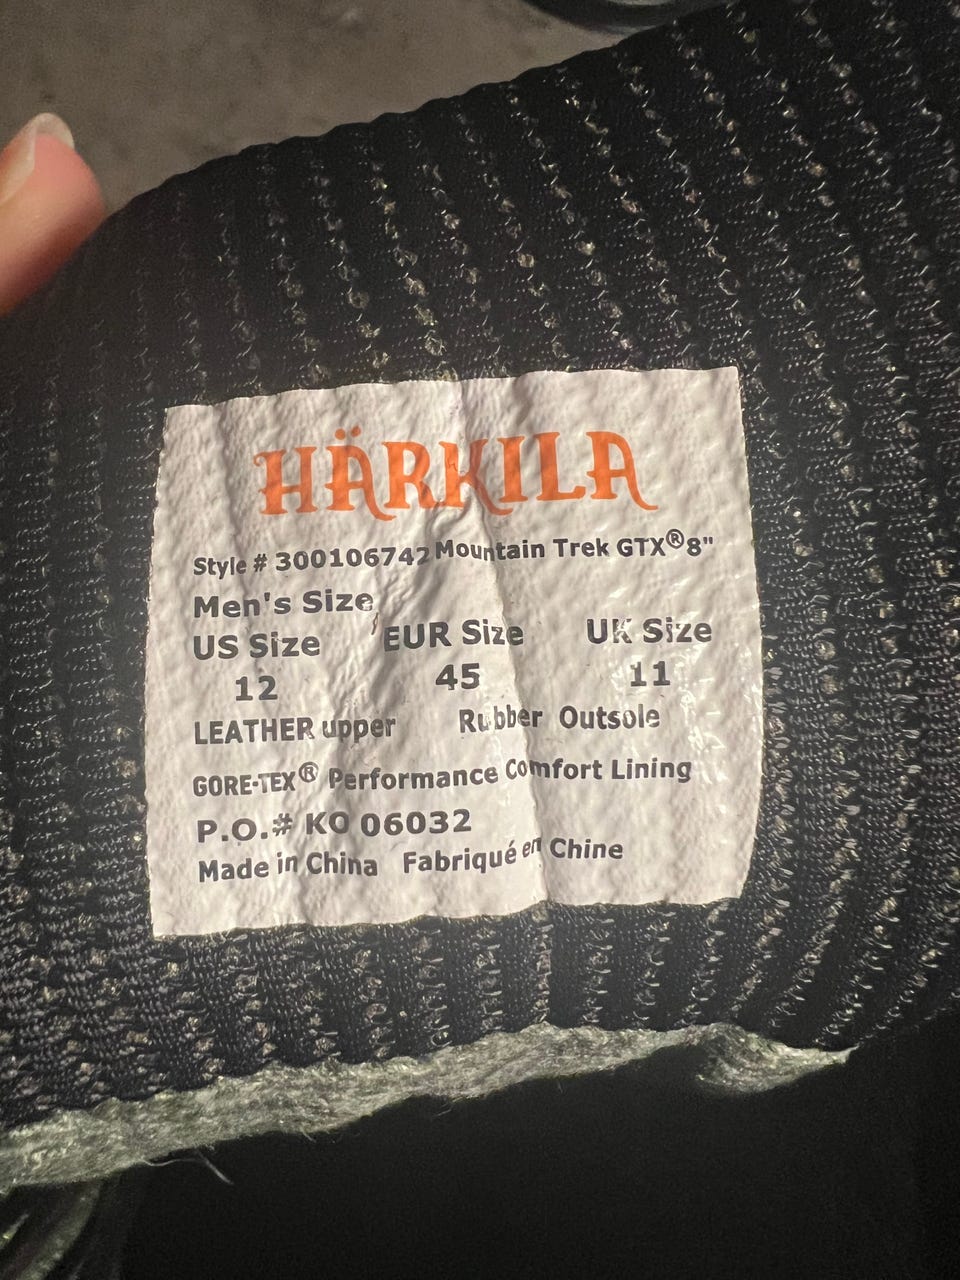 HÄRKILA
Style # 300106742 Mountain Trek GTX® 8"
Men's Size
US Size EUR Size UK Size
12 45 11
LEATHER upper Rubber Outsole
GORE-TEX® Performance Comfort Lining
P.O.# KO 06032
Made in China Fabriqué en Chine